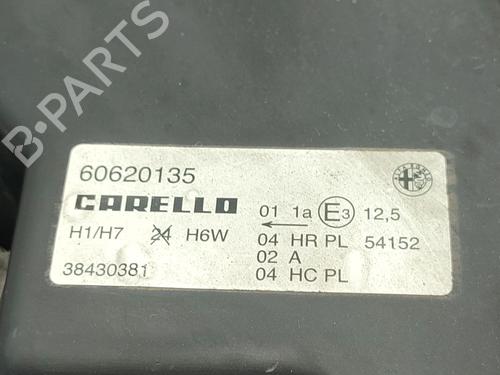 60620135
CARELLO 01 1a E3 12,5
H1/H7 24 H6W 04 HR PL 54152
02 A
38430381 04 HC PL
B-PARTS